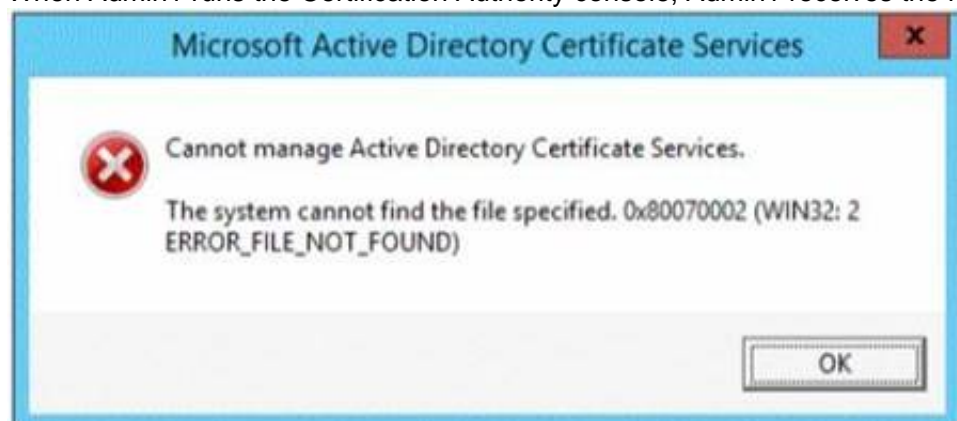 Microsoft Active Directory Certificate Services
x
Cannot manage Active Directory Certificate Services.
The system cannot find the file specified. 0x80070002 (WIN32: 2
ERROR_FILE_NOT_FOUND)
OK